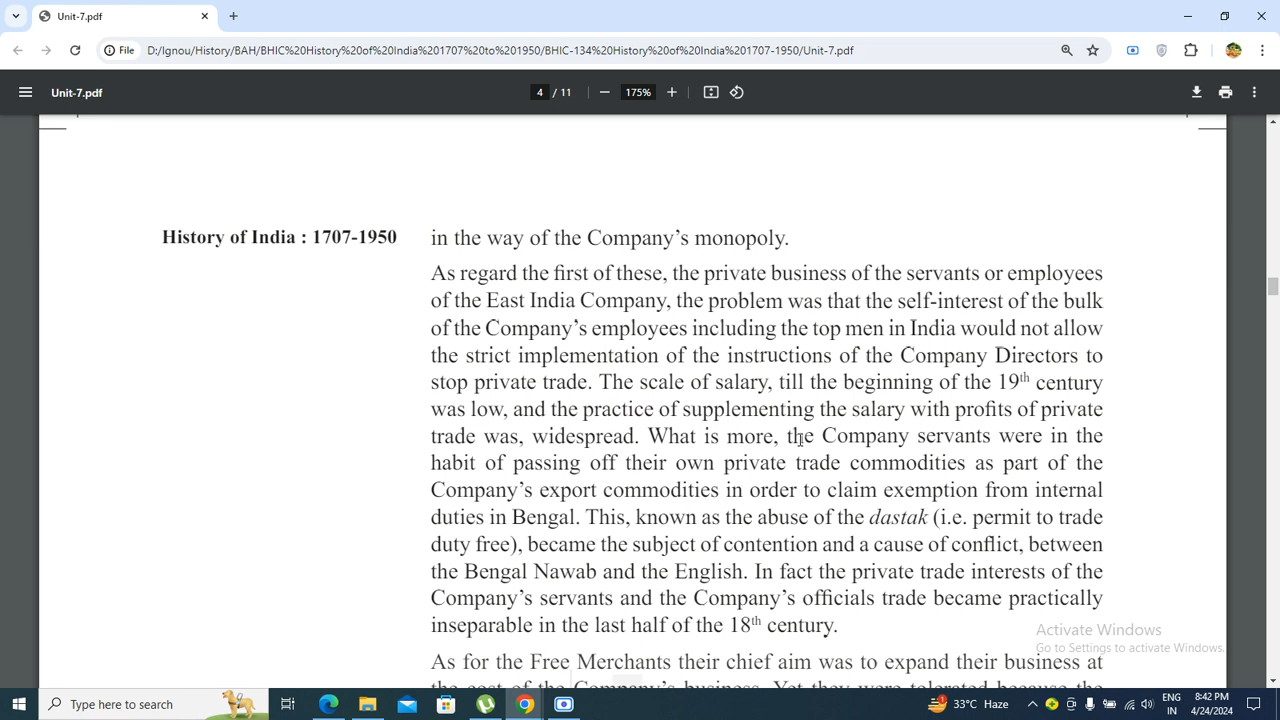 Unit-7.pdf
File D:/Ignou/History/BAH/BHIC%20History%20of%20India%201707%20to%201950/BHIC-134%20History%20of%20India%201707-1950/Unit-7.pdf
Unit-7.pdf 4 / 11 175%
History of India : 1707-1950
in the way of the Company’s monopoly.
As regard the first of these, the private business of the servants or employees
of the East India Company, the problem was that the self-interest of the bulk
of the Company’s employees including the top men in India would not allow
the strict implementation of the instructions of the Company Directors to
stop private trade. The scale of salary, till the beginning of the 19th century
was low, and the practice of supplementing the salary with profits of private
trade was, widespread. What is more, the Company servants were in the
habit of passing off their own private trade commodities as part of the
Company’s export commodities in order to claim exemption from internal
duties in Bengal. This, known as the abuse of the dastak (i.e. permit to trade
duty free), became the subject of contention and a cause of conflict, between
the Bengal Nawab and the English. In fact the private trade interests of the
Company’s servants and the Company’s officials trade became practically
inseparable in the last half of the 18th century.
As for the Free Merchants their chief aim was to expand their business at
the cost of the Company’s business. Yet they were tolerated because the
Activate Windows
Go to Settings to activate Windows.
Type here to search
33°C Haze
ENG
IN
8:42 PM
4/24/2024